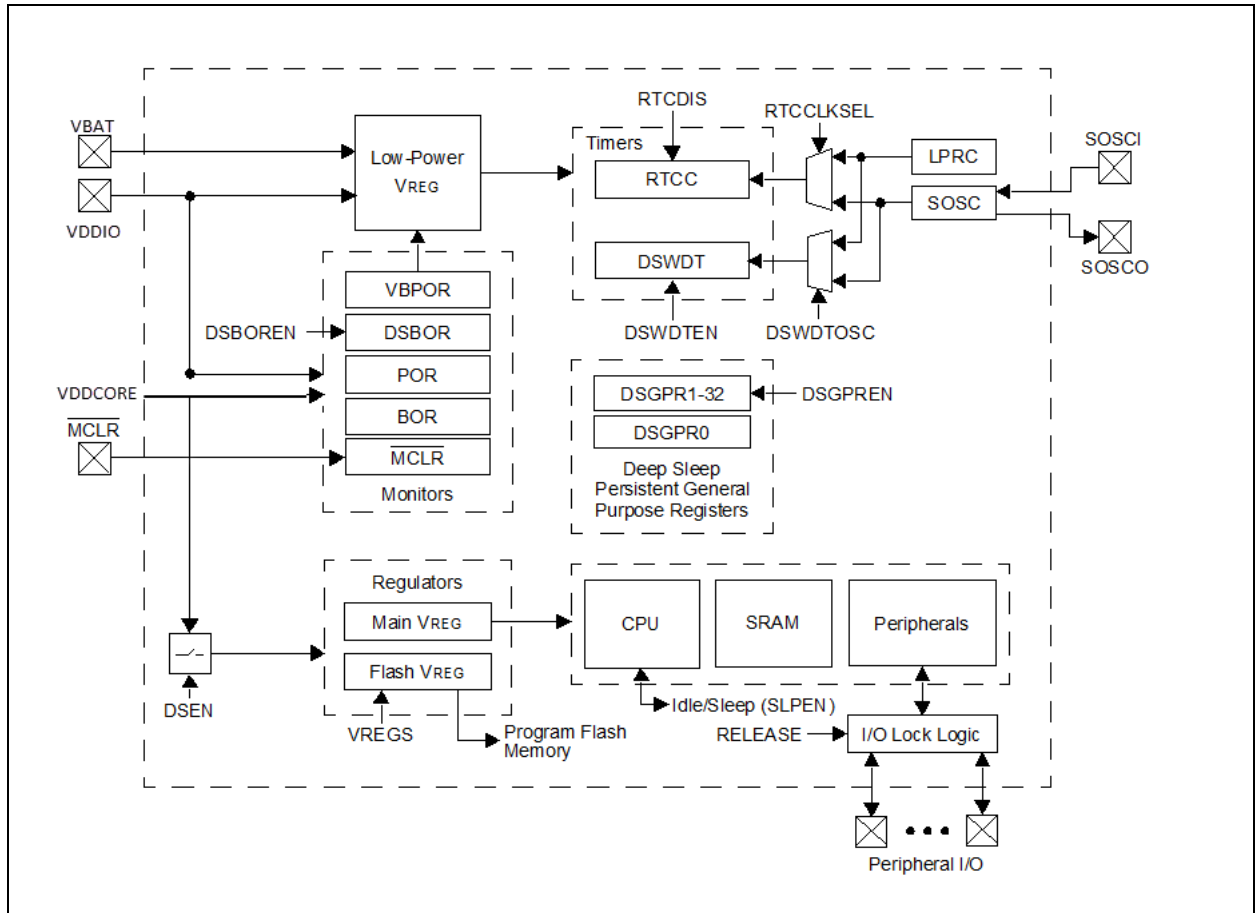 RTCDIS
RTCCLKSEL
VBAT
Low-Power
VREG
Timers
RTCC
LPRC
SOSCI
SOSC
VDDIO
SOSCO
DSWDT
VBPOR
DSBOREN
DSBOR
DSWDTEN
DSWDTOSC
POR
VDDCORE
DSGPR1-32
DSGPREN
BOR
MCLR
DSGPR0
MCLR
Monitors
Deep Sleep
Persistent General
Purpose Registers
Regulators
Main VREG
CPU
SRAM
Peripherals
Flash VREG
DSEN
Idle/Sleep (SLPEN)
VREGS
Program Flash
Memory
RELEASE
I/O Lock Logic
Peripheral I/O